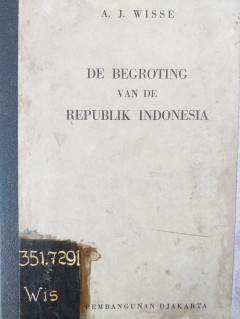 A. J. WISSE
DE BEGROTING
VAN DE
REPUBLIK INDONESIA
351.7291
Wis
PEMBANGUNAN-DJAKARTA